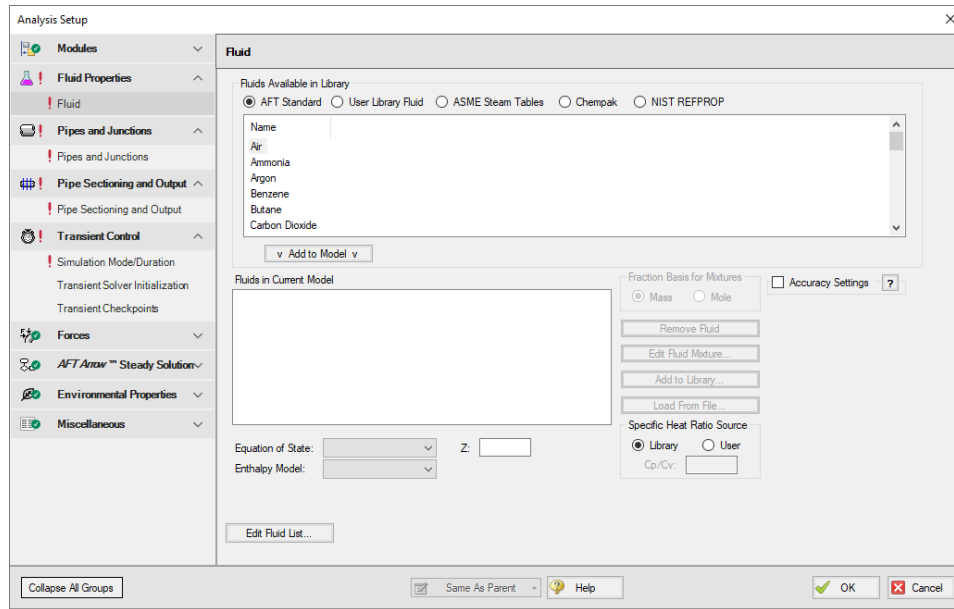 Analysis Setup
Modules
Fluid Properties
Fluid
Pipes and Junctions
Pipes and Junctions
Pipe Sectioning and Output
Pipe Sectioning and Output
Transient Control
Simulation Mode/Duration
Transient Solver Initialization
Transient Checkpoints
Forces
AFT Arrow ™ Steady Solution
Environmental Properties
Miscellaneous
Collapse All Groups
Fluid
Fluids Available in Library
AFT Standard User Library Fluid ASME Steam Tables Chempak NIST REFPROP
Name
Air
Ammonia
Argon
Benzene
Butane
Carbon Dioxide
v Add to Model v
Fluids in Current Model
Fraction Basis for Mixtures
Mass Mole
Accuracy Settings ?
Remove Fluid
Edit Fluid Mixture...
Add to Library...
Load From File...
Specific Heat Ratio Source
Library User
Cp/Cv:
Equation of State: Z:
Enthalpy Model:
Edit Fluid List...
Same As Parent Help OK Cancel